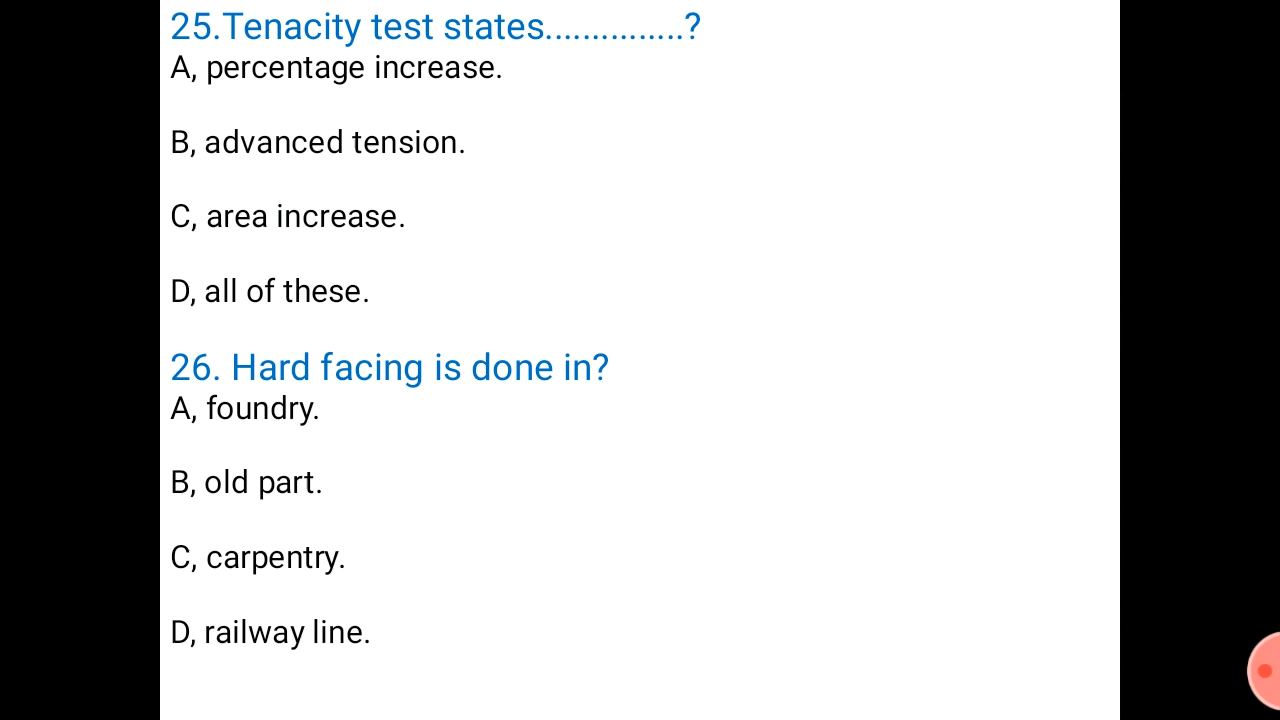 25.Tenacity test states...............?
A, percentage increase.
B, advanced tension.
C, area increase.
D, all of these.
26. Hard facing is done in?
A, foundry.
B, old part.
C, carpentry.
D, railway line.